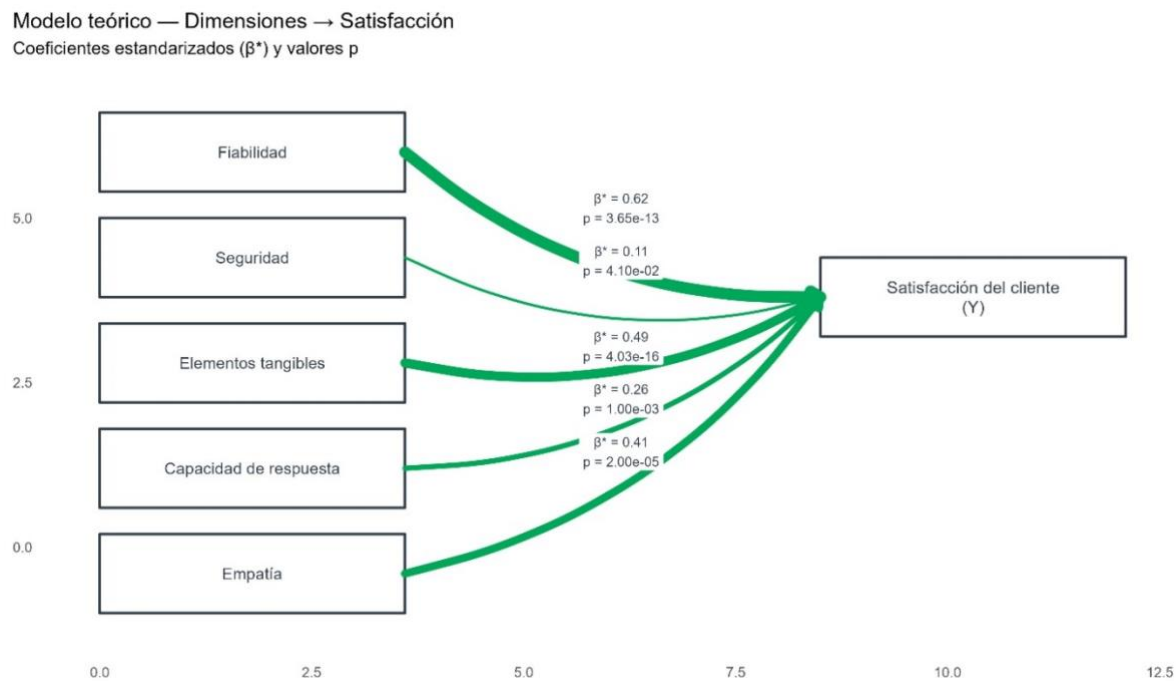 Modelo teórico — Dimensiones → Satisfacción
Coeficientes estandarizados (β*) y valores p
Fiabilidad
β* = 0.62
p = 3.65e-13
5.0
Seguridad
β* = 0.11
p = 4.10e-02
Satisfacción del cliente
(Y)
Elementos tangibles
β* = 0.49
p = 4.03e-16
2.5
β* = 0.26
p = 1.00e-03
Capacidad de respuesta
β* = 0.41
p = 2.00e-05
0.0
Empatía
0.0 2.5 5.0 7.5 10.0 12.5